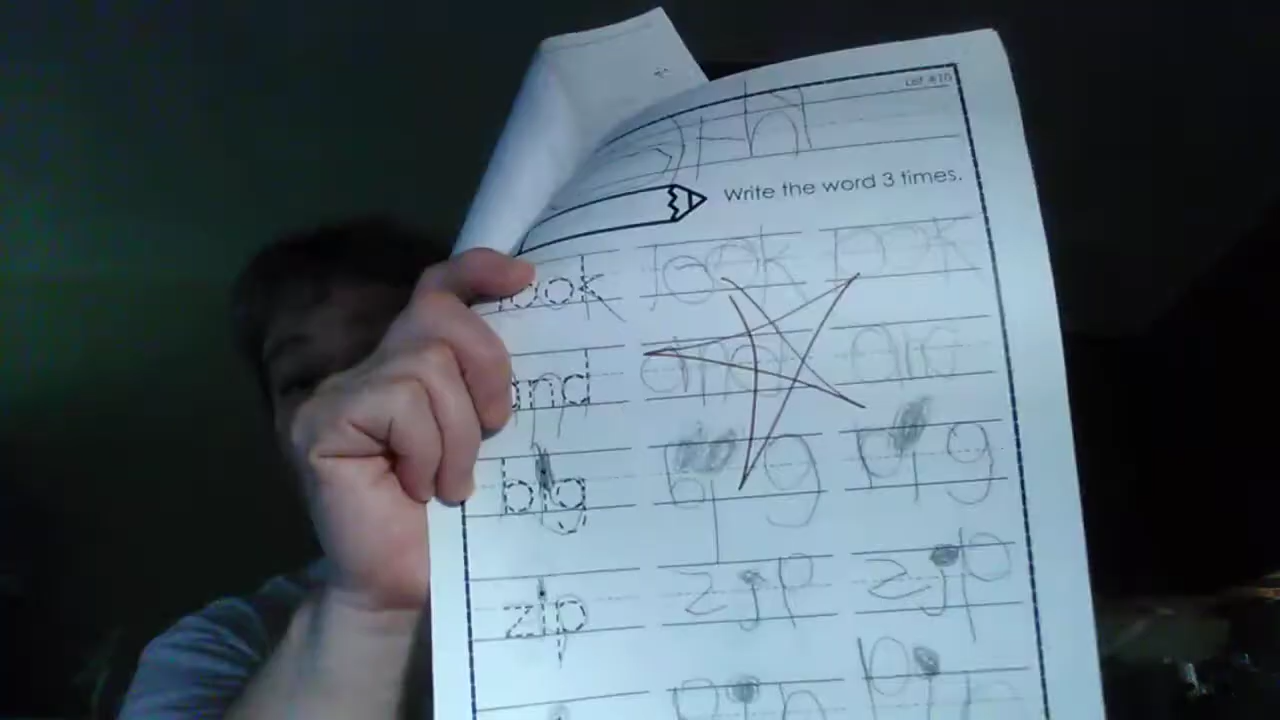 List #10
Write the word 3 times.
look look look
and and and
big big big
zip zip zip